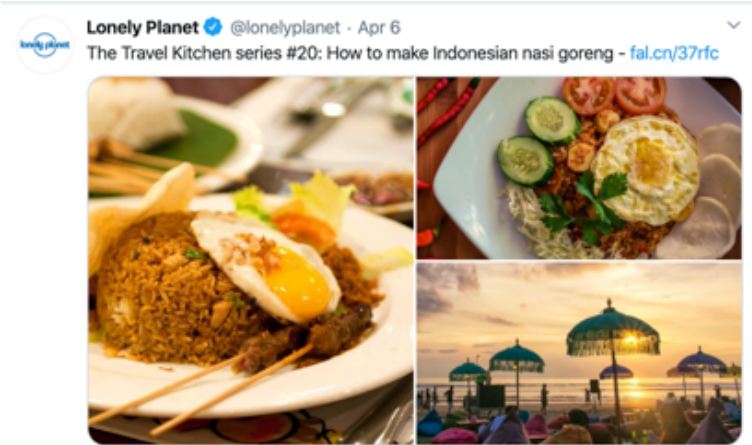 lonely planet
Lonely Planet @lonelyplanet · Apr 6
The Travel Kitchen series #20: How to make Indonesian nasi goreng - fal.cn/37rfc